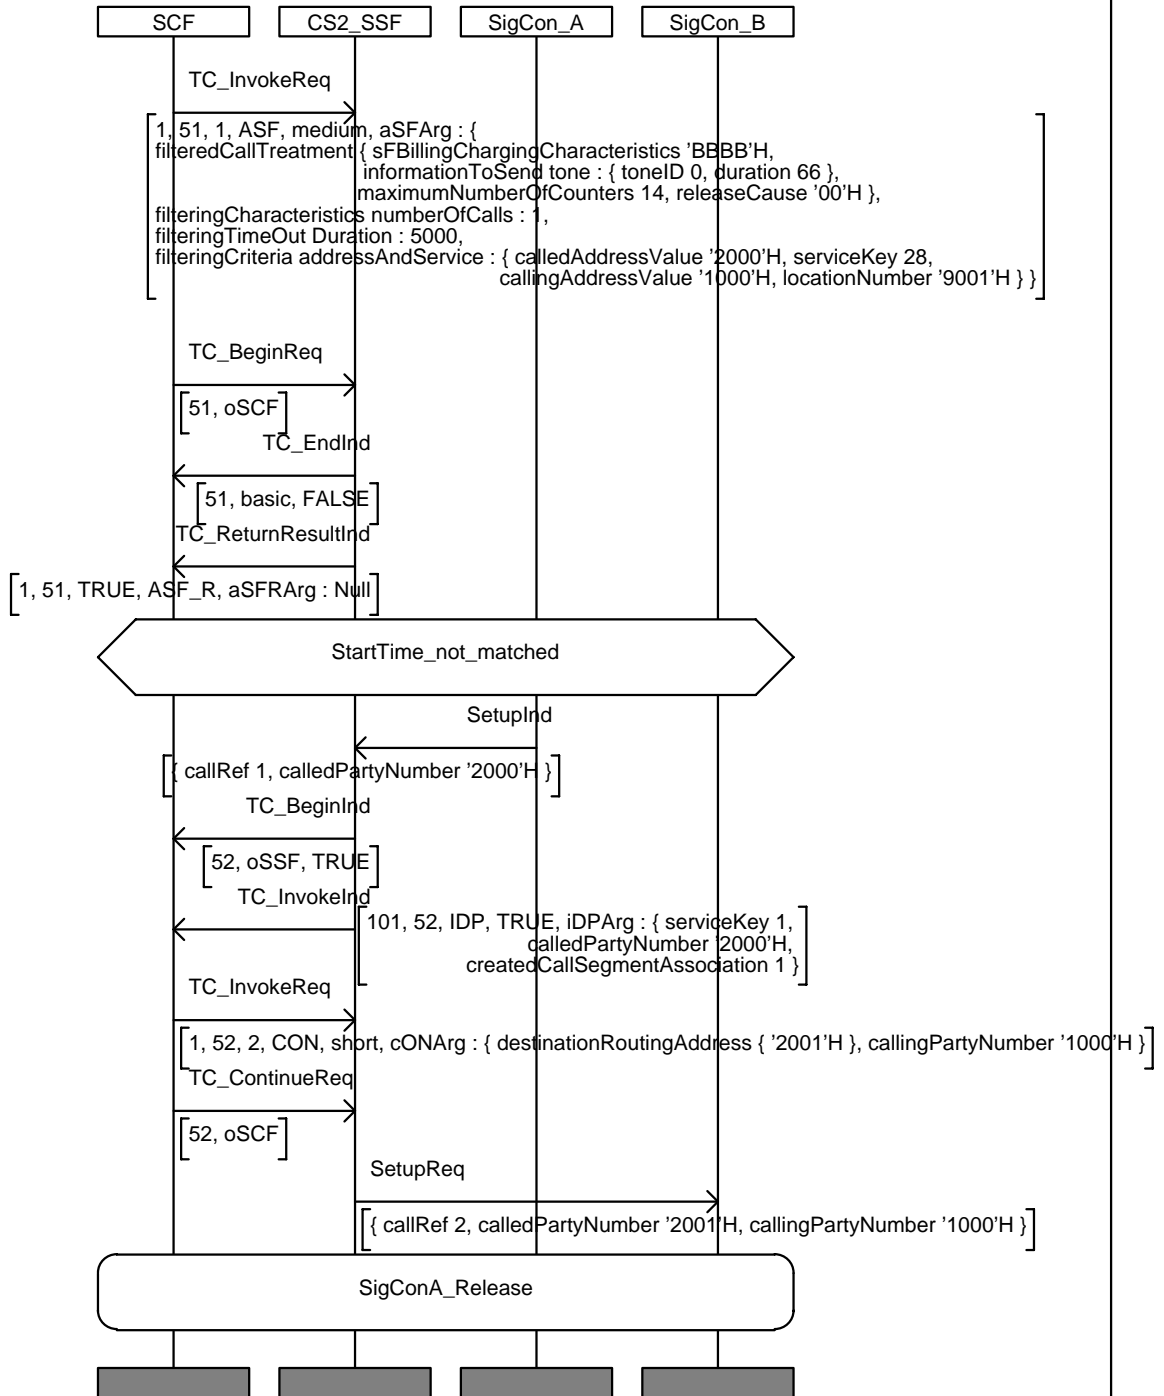 SCF CS2_SSF SigCon_A SigCon_B
TC_InvokeReq
1, 51, 1, ASF, medium, aSFArg : {
filteredCallTreatment { sFBillingChargingCharacteristics 'BBBB'H,
informationToSend tone : { toneID 0, duration 66 },
maximumNumberOfCounters 14, releaseCause '00'H },
filteringCharacteristics numberOfCalls : 1,
filteringTimeOut Duration : 5000,
filteringCriteria addressAndService : { calledAddressValue '2000'H, serviceKey 28,
callingAddressValue '1000'H, locationNumber '9001'H } }
TC_BeginReq
51, oSCF
TC_EndInd
51, basic, FALSE
TC_ReturnResultInd
1, 51, TRUE, ASF_R, aSFRArg : Null
StartTime_not_matched
SetupInd
{ callRef 1, calledPartyNumber '2000'H }
TC_BeginInd
52, oSSF, TRUE
TC_InvokeInd
101, 52, IDP, TRUE, iDPArg : { serviceKey 1,
calledPartyNumber '2000'H,
createdCallSegmentAssociation 1 }
TC_InvokeReq
1, 52, 2, CON, short, cONArg : { destinationRoutingAddress { '2001'H }, callingPartyNumber '1000'H }
TC_ContinueReq
52, oSCF
SetupReq
{ callRef 2, calledPartyNumber '2001'H, callingPartyNumber '1000'H }
SigConA_Release